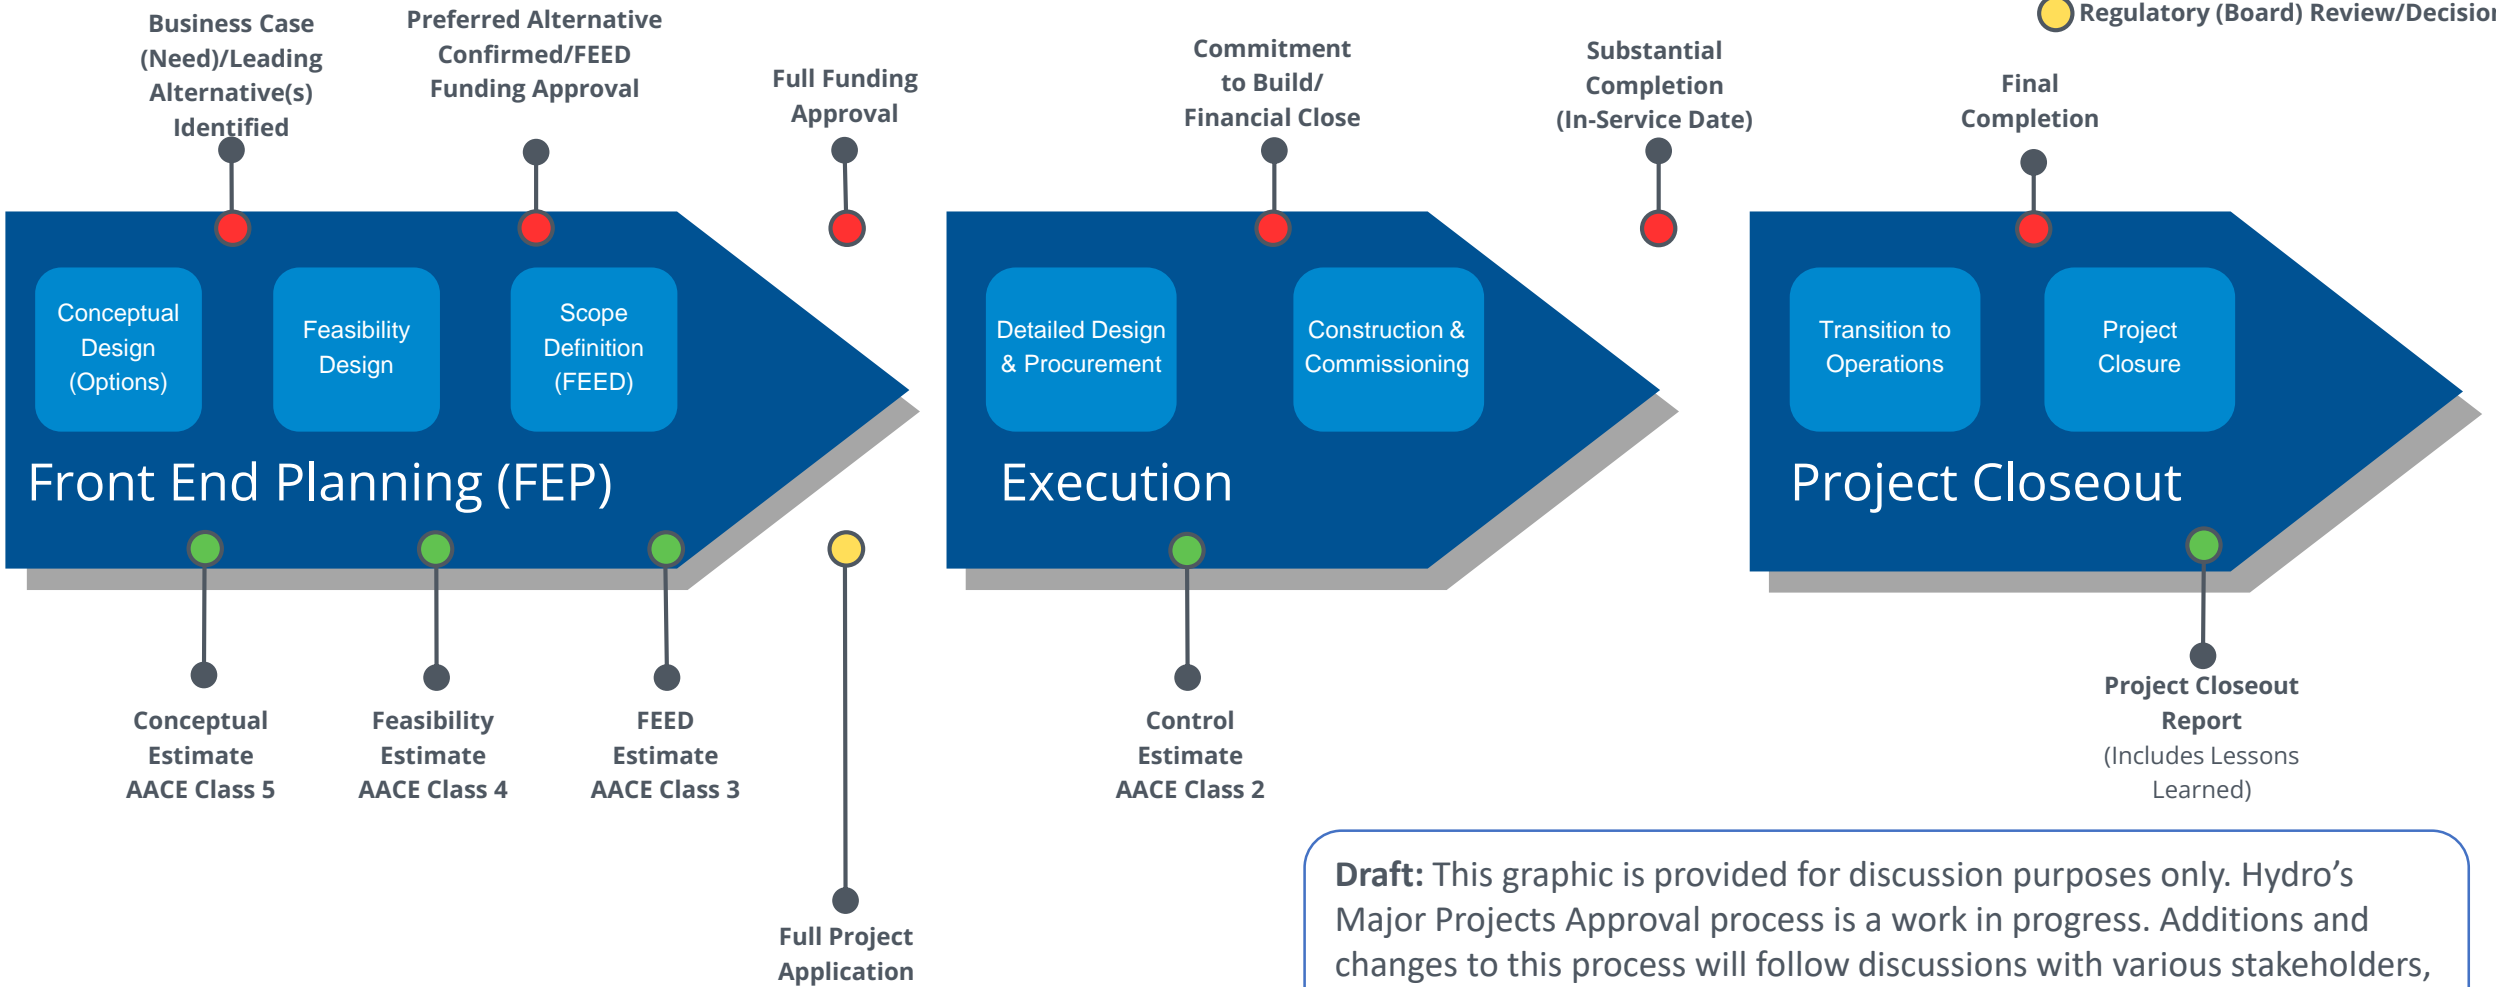 Regulatory (Board) Review/Decision
Business Case
(Need)/Leading
Alternative(s)
Identified
Preferred Alternative
Confirmed/FEED
Funding Approval
Full Funding
Approval
Commitment
to Build/
Financial Close
Substantial
Completion
(In-Service Date)
Final
Completion
Conceptual
Design
(Options)
Feasibility
Design
Scope
Definition
(FEED)
Front End Planning (FEP)
Detailed Design
& Procurement
Construction &
Commissioning
Execution
Transition to
Operations
Project
Closure
Project Closeout
Conceptual
Estimate
AACE Class 5
Feasibility
Estimate
AACE Class 4
FEED
Estimate
AACE Class 3
Full Project
Application
Control
Estimate
AACE Class 2
Project Closeout
Report
(Includes Lessons
Learned)
Draft: This graphic is provided for discussion purposes only. Hydro’s
Major Projects Approval process is a work in progress. Additions and
changes to this process will follow discussions with various stakeholders,